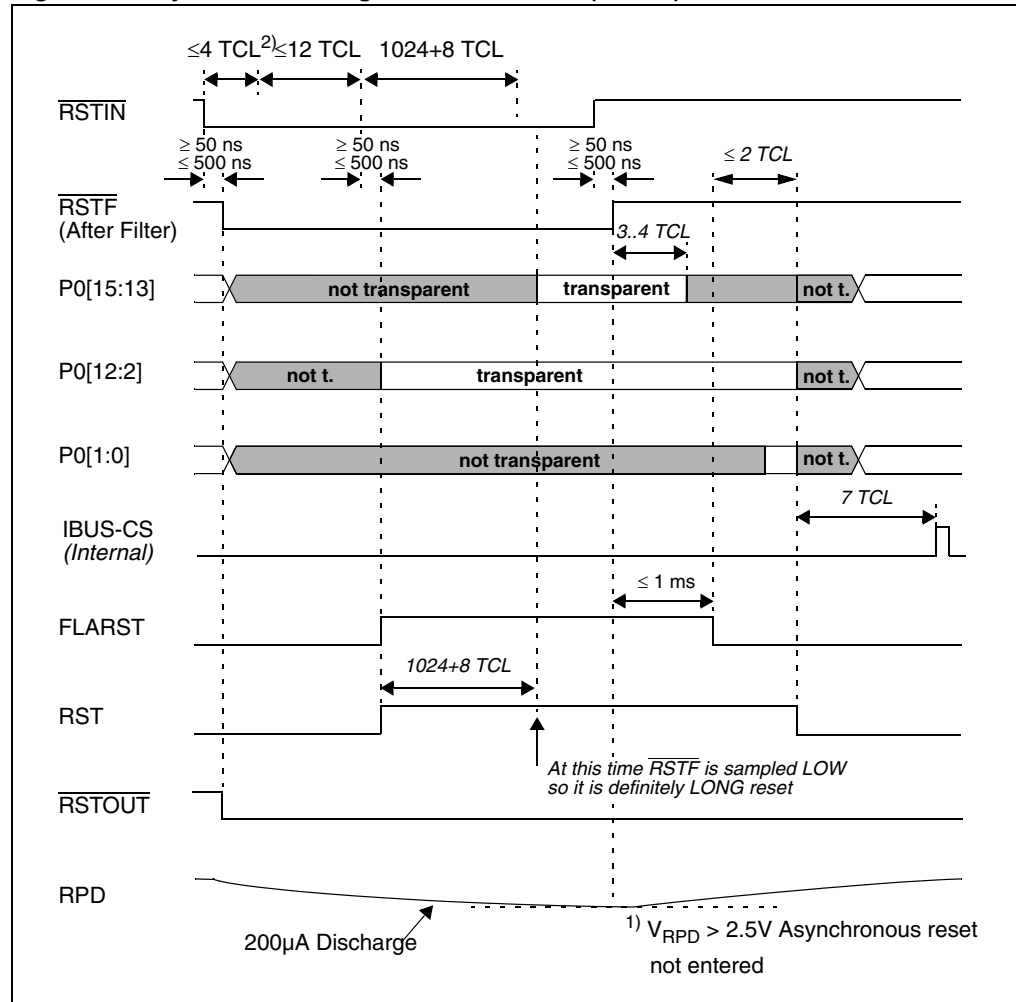 ≤4 TCL2) ≤12 TCL 1024+8 TCL
RSTIN
≥ 50 ns ≥ 50 ns ≥ 50 ns
≤ 500 ns ≤ 500 ns ≤ 500 ns
≤ 2 TCL
RSTF
(After Filter)
3..4 TCL
P0[15:13] not transparent transparent not t.
P0[12:2] not t. transparent not t.
P0[1:0] not transparent not t.
7 TCL
IBUS-CS
(Internal)
≤ 1 ms
FLARST
1024+8 TCL
RST
At this time RSTF is sampled LOW
so it is definitely LONG reset
RSTOUT
RPD
200μA Discharge
1) VRPD > 2.5V Asynchronous reset
not entered